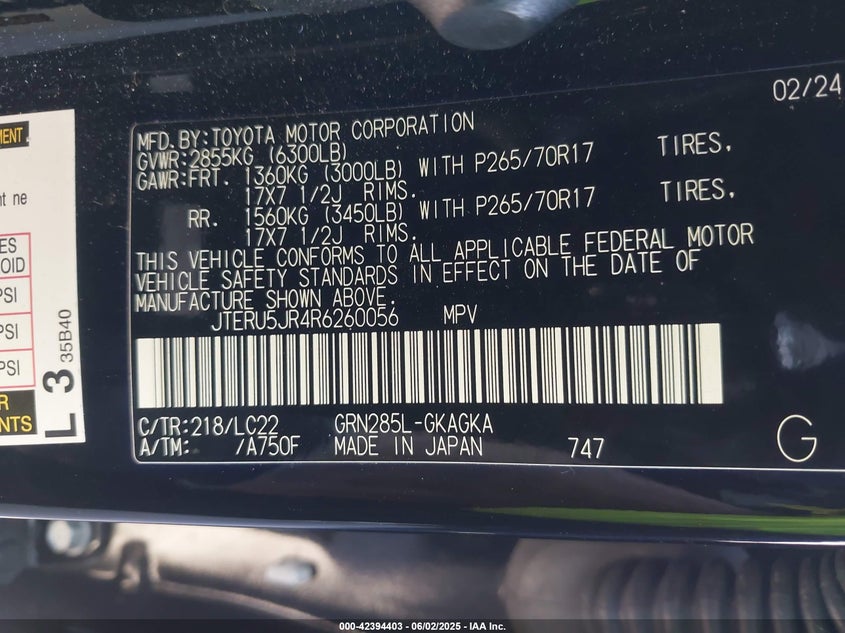 02/24
MFD.BY:TOYOTA MOTOR CORPORATION
GVWR:2855KG (6300LB)
GAWR:FRT. 1360KG (3000LB) WITH P265/70R17 TIRES.
17X7 1/2J RIMS.
RR. 1560KG (3450LB) WITH P265/70R17 TIRES.
17X7 1/2J RIMS.
THIS VEHICLE CONFORMS TO ALL APPLICABLE FEDERAL MOTOR
VEHICLE SAFETY STANDARDS IN EFFECT ON THE DATE OF
MANUFACTURE SHOWN ABOVE.
JTERU5JR4R6260056 MPV
C/TR:218/LC22 GRN285L-GKAGKA
A/TM: /A750F MADE IN JAPAN 747
G
MENT.
t ne
ES
OID
PSI
PSI
PSI
R
NTS
L 3 35B40
000-42394403 - 06/02/2025 - IAA Inc.